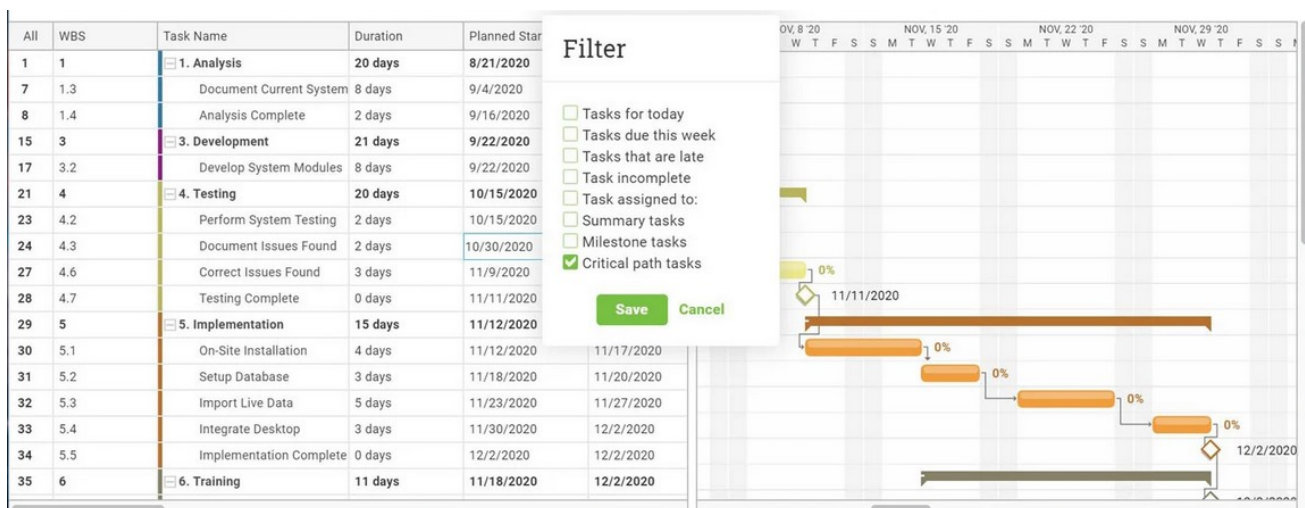 All WBS Task Name Duration Planned Star
1 1 1. Analysis 20 days 8/21/2020
7 1.3 Document Current System 8 days 9/4/2020
8 1.4 Analysis Complete 2 days 9/16/2020
15 3 3. Development 21 days 9/22/2020
17 3.2 Develop System Modules 8 days 9/22/2020
21 4 4. Testing 20 days 10/15/2020
23 4.2 Perform System Testing 2 days 10/15/2020
24 4.3 Document Issues Found 2 days 10/30/2020
27 4.6 Correct Issues Found 3 days 11/9/2020
28 4.7 Testing Complete 0 days 11/11/2020
29 5 5. Implementation 15 days 11/12/2020
30 5.1 On-Site Installation 4 days 11/12/2020 11/17/2020
31 5.2 Setup Database 3 days 11/18/2020 11/20/2020
32 5.3 Import Live Data 5 days 11/23/2020 11/27/2020
33 5.4 Integrate Desktop 3 days 11/30/2020 12/2/2020
34 5.5 Implementation Complete 0 days 12/2/2020 12/2/2020
35 6 6. Training 11 days 11/18/2020 12/2/2020
Filter
Tasks for today
Tasks due this week
Tasks that are late
Task incomplete
Task assigned to:
Summary tasks
Milestone tasks
Critical path tasks
Save Cancel
OV, 8 '20 NOV, 15 '20 NOV, 22 '20 NOV, 29 '20
W T F S S M T W T F S S M T W T F S S M T W T F S S
0%
11/11/2020
0%
0%
0%
0%
12/2/2020